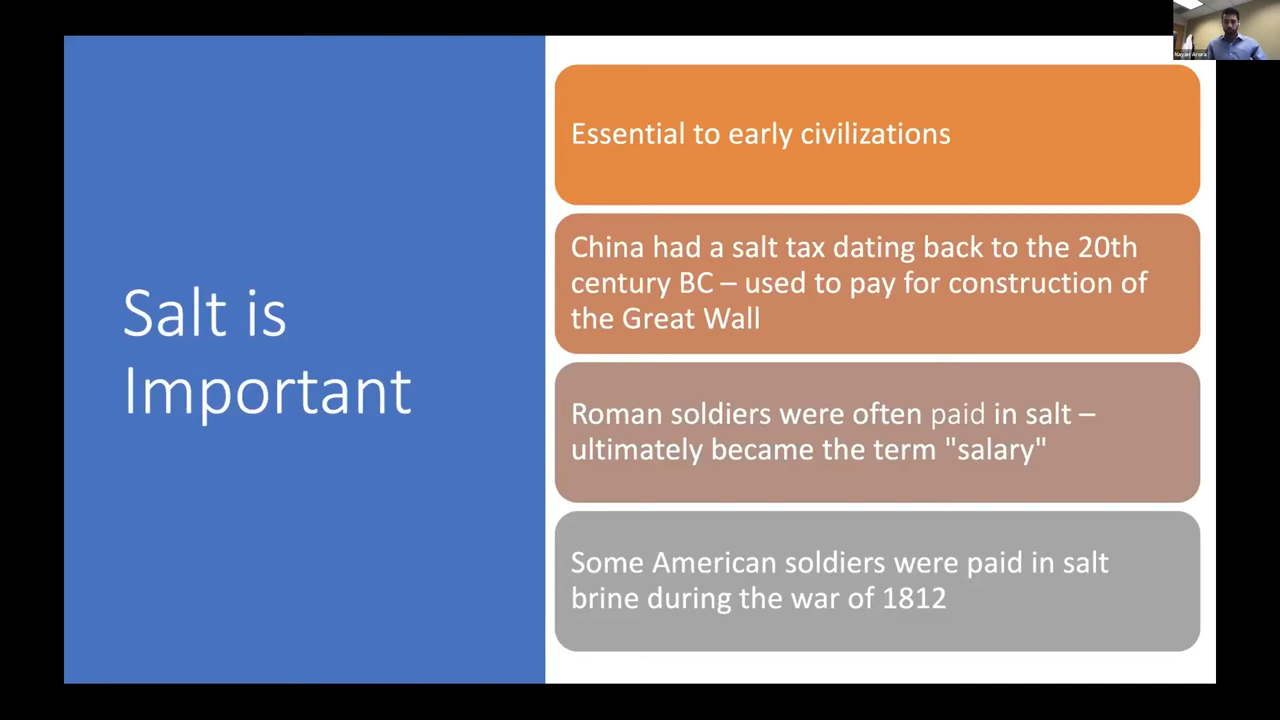 Nayan Arora
Salt is
Important
Essential to early civilizations
China had a salt tax dating back to the 20th
century BC – used to pay for construction of
the Great Wall
Roman soldiers were often paid in salt –
ultimately became the term "salary"
Some American soldiers were paid in salt
brine during the war of 1812